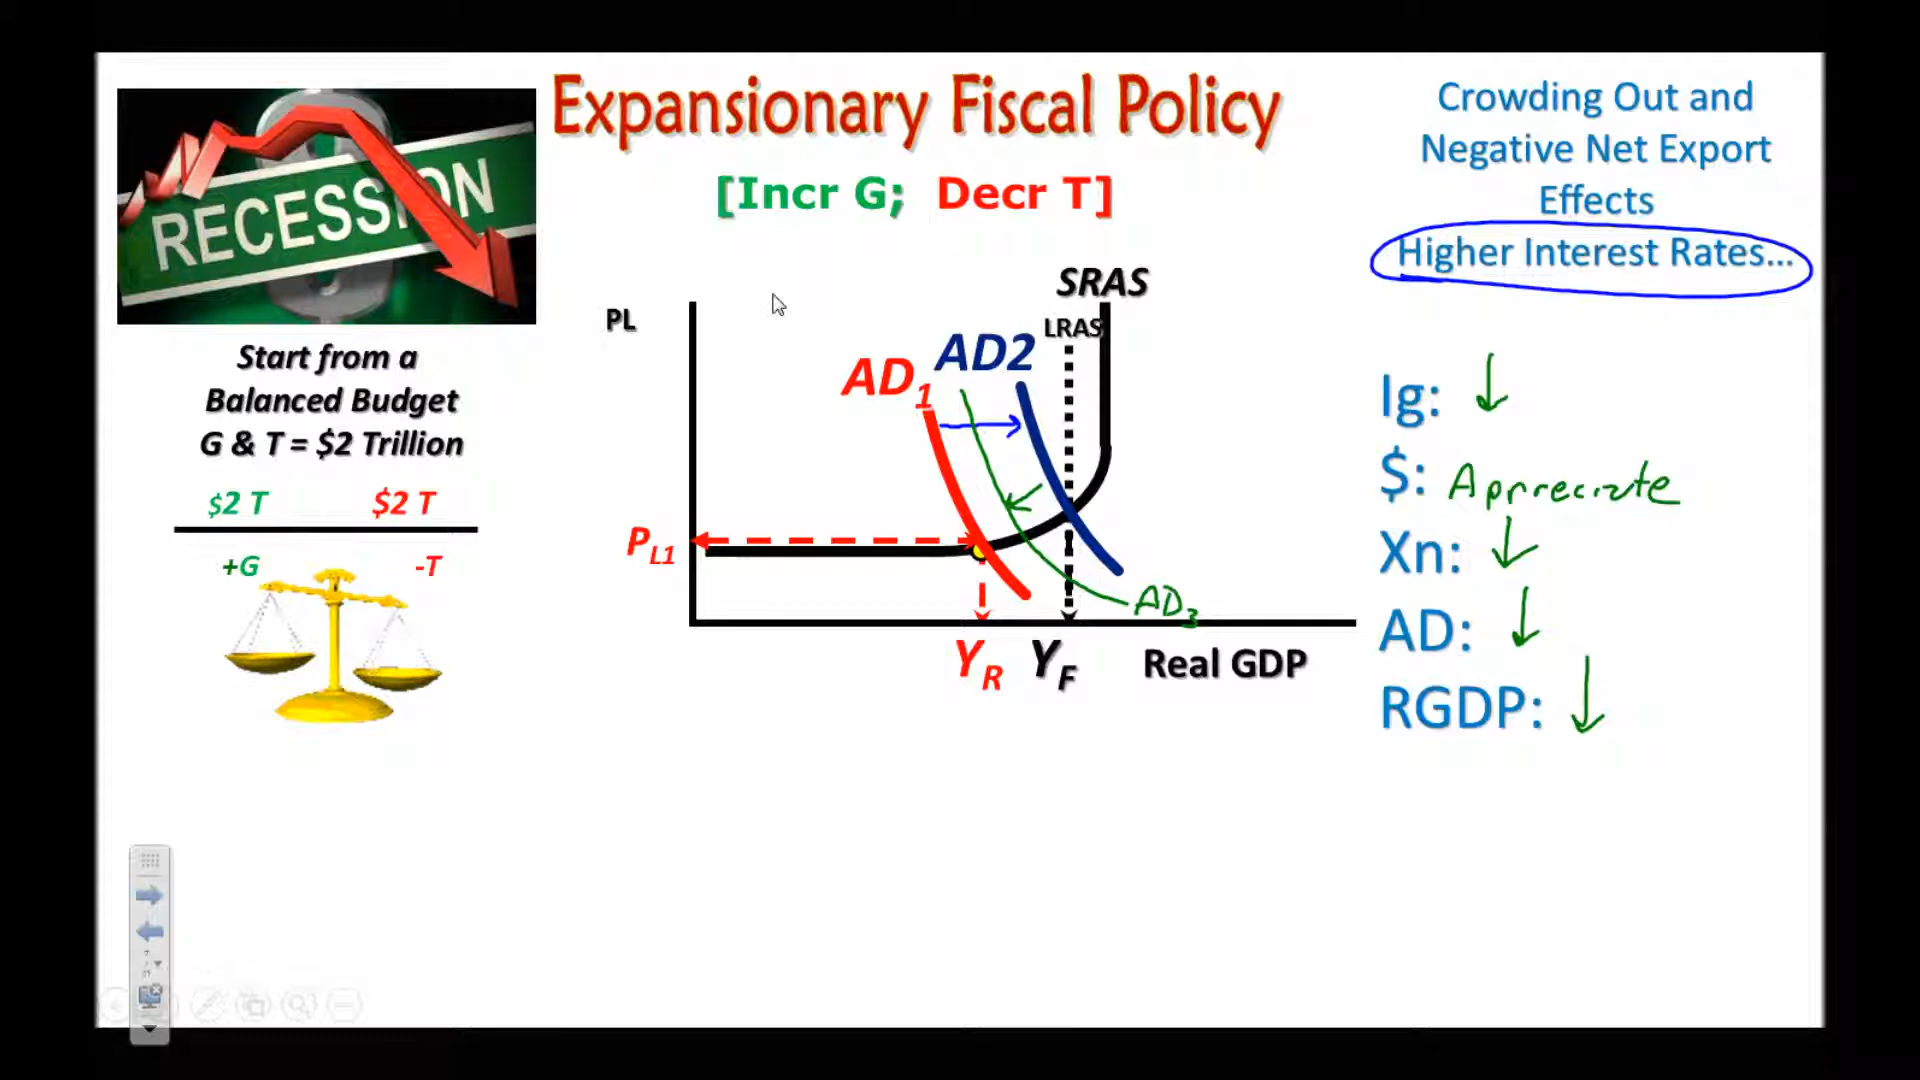 Expansionary Fiscal Policy
[Incr G; Decr T]
RECESSION
Start from a
Balanced Budget
G & T = $2 Trillion
$2 T $2 T
+G -T
PL
SRAS
LRAS
AD2
AD1
PL1
AD3
YR YF Real GDP
Crowding Out and
Negative Net Export
Effects
Higher Interest Rates...
Ig: ↓
$: Appreciate
Xn: ↓
AD: ↓
RGDP: ↓